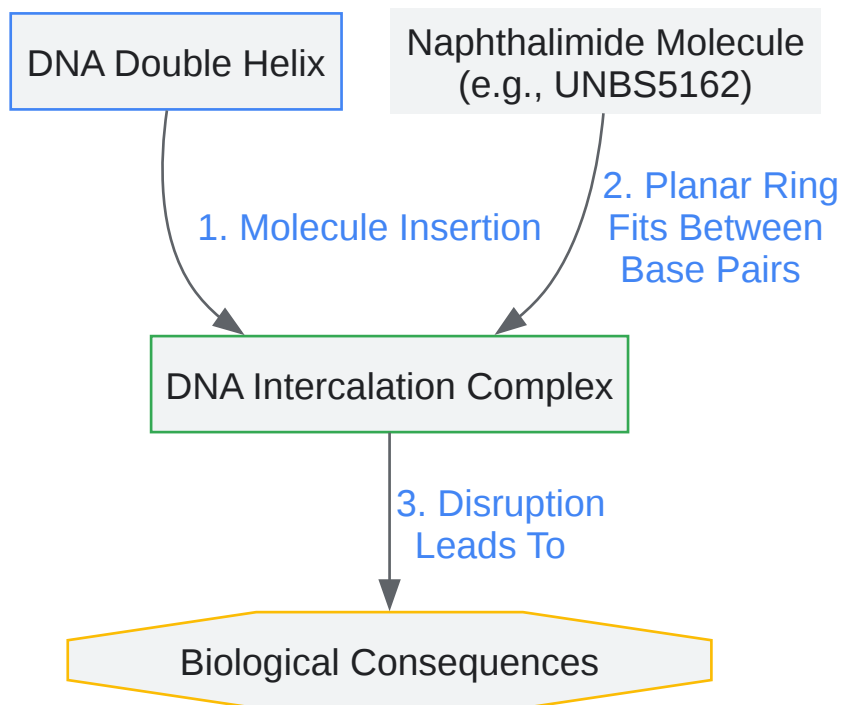 DNA Double Helix
Naphthalimide Molecule
(e.g., UNBS5162)
1. Molecule Insertion
2. Planar Ring
Fits Between
Base Pairs
DNA Intercalation Complex
3. Disruption
Leads To
Biological Consequences